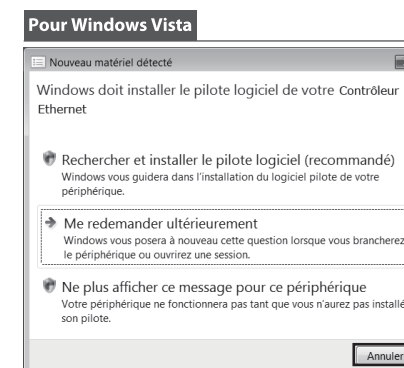 Pour Windows Vista
Nouveau matériel détecté
Windows doit installer le pilote logiciel de votre Contrôleur
Ethernet
Rechercher et installer le pilote logiciel (recommandé)
Windows vous guidera dans l'installation du logiciel pilote de votre
périphérique.
Me redemander ultérieurement
Windows vous posera à nouveau cette question lorsque vous brancherez
le périphérique ou ouvrirez une session.
Ne plus afficher ce message pour ce périphérique
Votre périphérique ne fonctionnera pas tant que vous n'aurez pas installé
son pilote.
Annuler